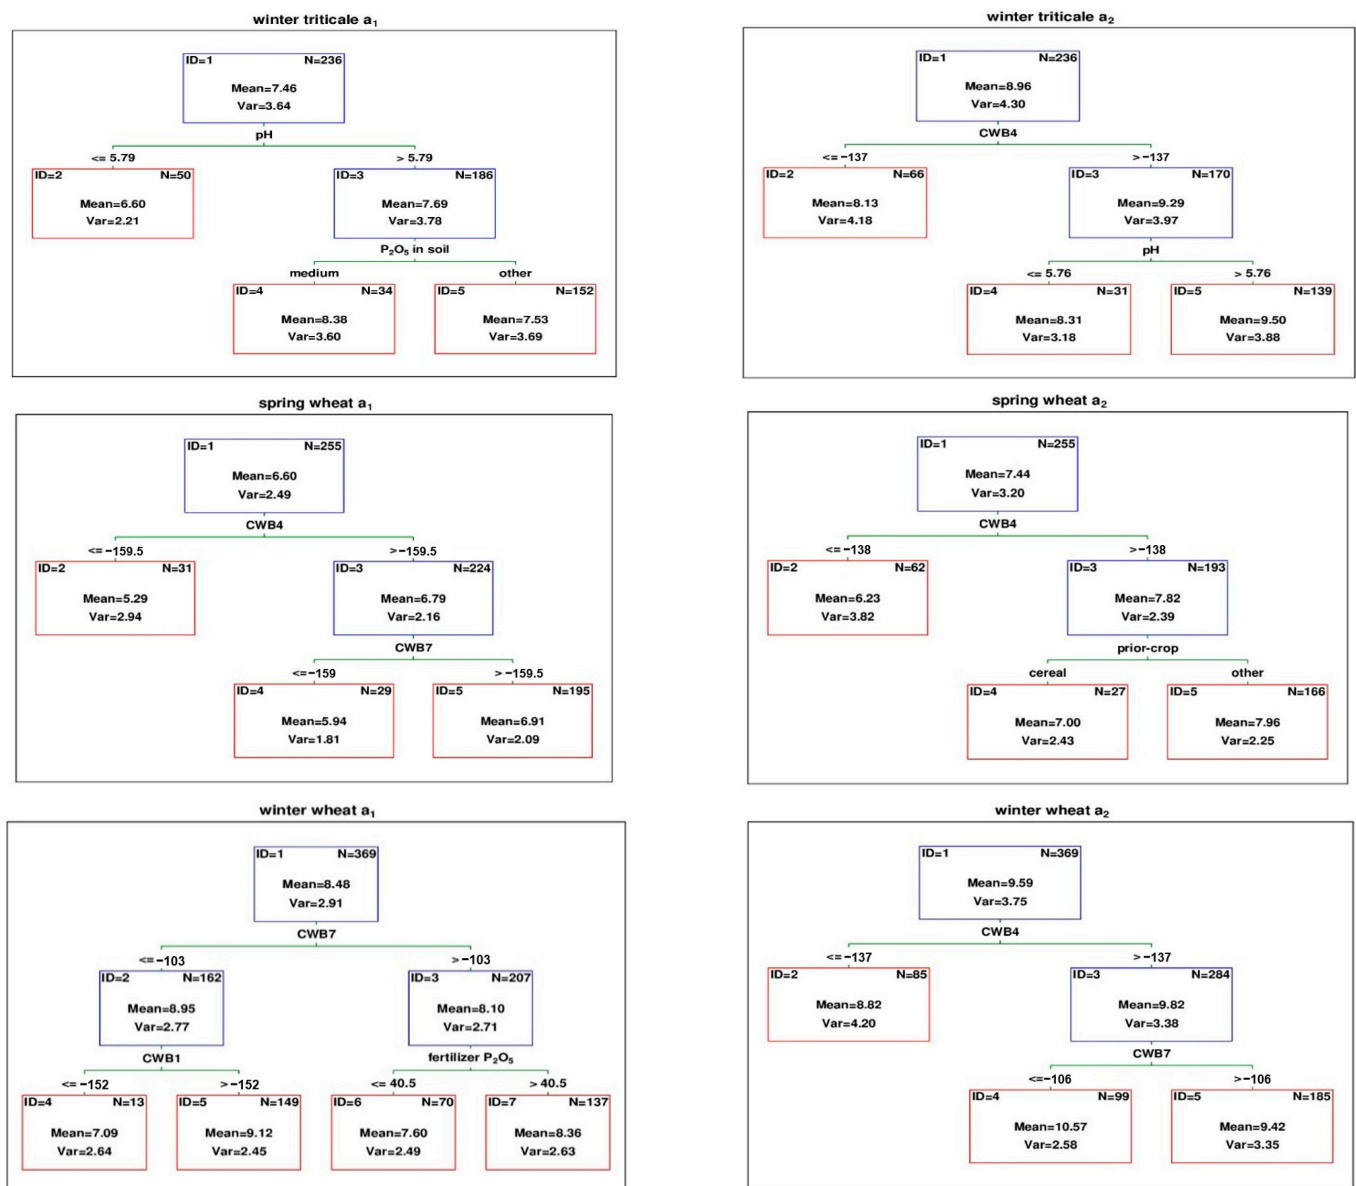 winter triticale a₁
ID=1 N=236
Mean=7.46
Var=3.64
pH
<= 5.79 > 5.79
ID=2 N=50 ID=3 N=186
Mean=6.60 Mean=7.69
Var=2.21 Var=3.78
P₂O₅ in soil
medium other
ID=4 N=34 ID=5 N=152
Mean=8.38 Mean=7.53
Var=3.60 Var=3.69
winter triticale a₂
ID=1 N=236
Mean=8.96
Var=4.30
CWB4
<= −137 >−137
ID=2 N=66 ID=3 N=170
Mean=8.13 Mean=9.29
Var=4.18 Var=3.97
pH
<= 5.76 > 5.76
ID=4 N=31 ID=5 N=139
Mean=8.31 Mean=9.50
Var=3.18 Var=3.88
spring wheat a₁
ID=1 N=255
Mean=6.60
Var=2.49
CWB4
<= −159.5 >−159.5
ID=2 N=31 ID=3 N=224
Mean=5.29 Mean=6.79
Var=2.94 Var=2.16
CWB7
<=−159 > −159.5
ID=4 N=29 ID=5 N=195
Mean=5.94 Mean=6.91
Var=1.81 Var=2.09
spring wheat a₂
ID=1 N=255
Mean=7.44
Var=3.20
CWB4
<= −138 >−138
ID=2 N=62 ID=3 N=193
Mean=6.23 Mean=7.82
Var=3.82 Var=2.39
prior-crop
cereal other
ID=4 N=27 ID=5 N=166
Mean=7.00 Mean=7.96
Var=2.43 Var=2.25
winter wheat a₁
ID=1 N=369
Mean=8.48
Var=2.91
CWB7
<= −103 >−103
ID=2 N=162 ID=3 N=207
Mean=8.95 Mean=8.10
Var=2.77 Var=2.71
CWB1 fertilizer P₂O₅
<= −152 >−152 <= 40.5 > 40.5
ID=4 N=13 ID=5 N=149 ID=6 N=70 ID=7 N=137
Mean=7.09 Mean=9.12 Mean=7.60 Mean=8.36
Var=2.64 Var=2.45 Var=2.49 Var=2.63
winter wheat a₂
ID=1 N=369
Mean=9.59
Var=3.75
CWB4
<= −137 >−137
ID=2 N=85 ID=3 N=284
Mean=8.82 Mean=9.82
Var=4.20 Var=3.38
CWB7
<=−106 >−106
ID=4 N=99 ID=5 N=185
Mean=10.57 Mean=9.42
Var=2.58 Var=3.35